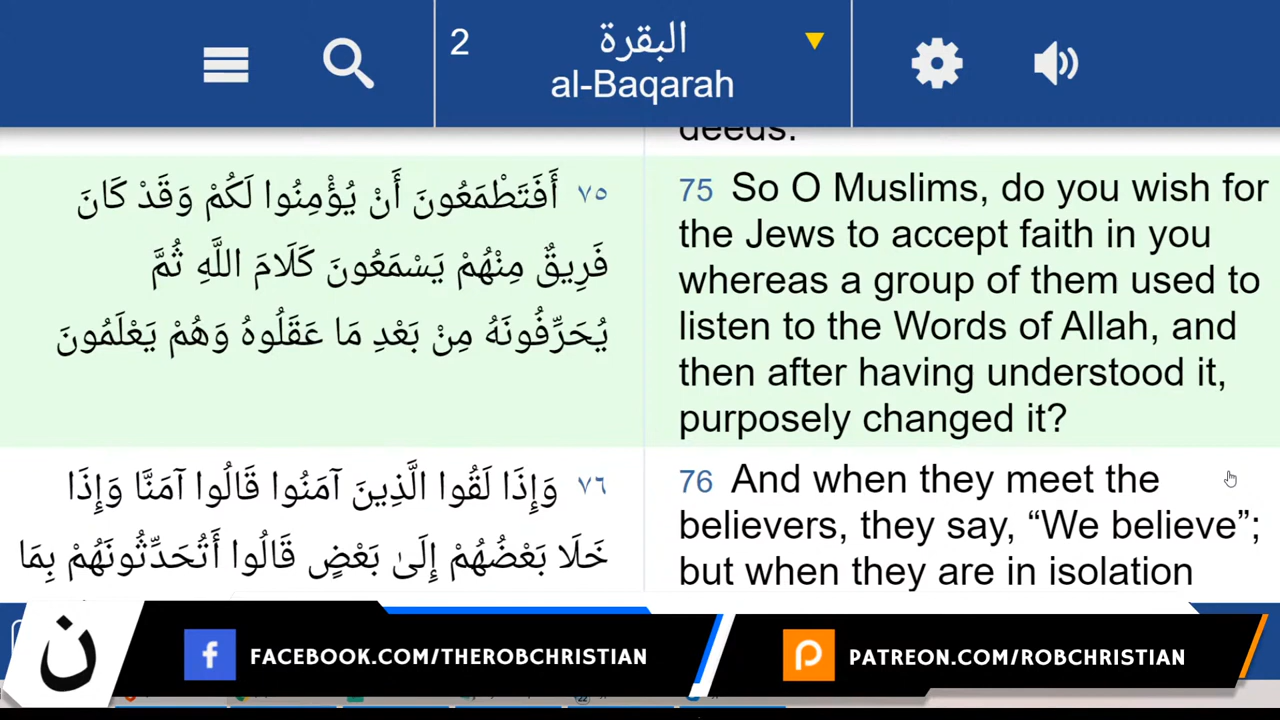 2
البقرة
al-Baqarah
deeds.
٧٥ أَفَتَطْمَعُونَ أَنْ يُؤْمِنُوا لَكُمْ وَقَدْ كَانَ
فَرِيقٌ مِنْهُمْ يَسْمَعُونَ كَلَامَ اللَّهِ ثُمَّ
يُحَرِّفُونَهُ مِنْ بَعْدِ مَا عَقَلُوهُ وَهُمْ يَعْلَمُونَ
75 So O Muslims, do you wish for
the Jews to accept faith in you
whereas a group of them used to
listen to the Words of Allah, and
then after having understood it,
purposely changed it?
٧٦ وَإِذَا لَقُوا الَّذِينَ آمَنُوا قَالُوا آمَنَّا وَإِذَا
خَلَا بَعْضُهُمْ إِلَىٰ بَعْضٍ قَالُوا أَتُحَدِّثُونَهُمْ بِمَا
76 And when they meet the
believers, they say, “We believe”;
but when they are in isolation
ن
f
FACEBOOK.COM/THEROBCHRISTIAN
PATREON.COM/ROBCHRISTIAN